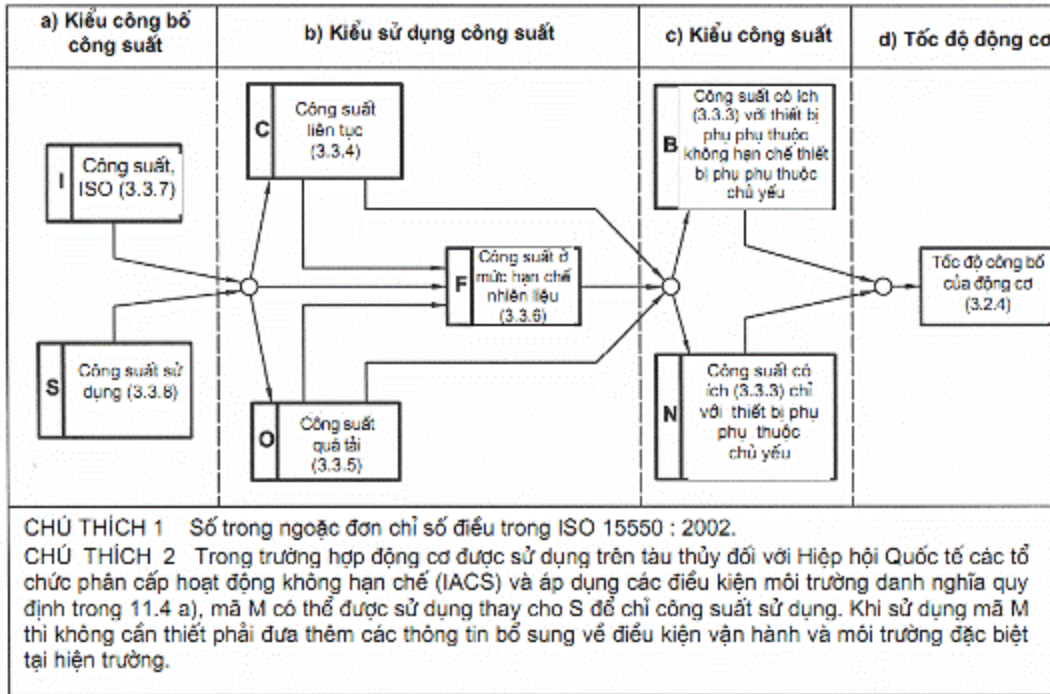 a) Kiểu công bố
công suất
b) Kiểu sử dụng công suất
c) Kiểu công suất
d) Tốc độ động cơ
I
Công suất,
ISO (3.3.7)
S
Công suất sử
dụng (3.3.8)
C
Công suất
liên tục
(3.3.4)
F
Công suất ở
mức hạn chế
nhiên liệu
(3.3.6)
O
Công suất
quá tải
(3.3.5)
B
Công suất có ích
(3.3.3) với thiết bị
phụ phụ thuộc
không hạn chế thiết
bị phụ phụ thuộc
chủ yếu
N
Công suất có
ích (3.3.3) chỉ
với thiết bị phụ
phụ thuộc
chủ yếu
Tốc độ công bố
của động cơ
(3.2.4)
CHÚ THÍCH 1 Số trong ngoặc đơn chỉ số điều trong ISO 15550 : 2002.
CHÚ THÍCH 2 Trong trường hợp động cơ được sử dụng trên tàu thủy đối với Hiệp hội Quốc tế các tổ
chức phân cấp hoạt động không hạn chế (IACS) và áp dụng các điều kiện môi trường danh nghĩa quy
định trong 11.4 a), mã M có thể được sử dụng thay cho S để chỉ công suất sử dụng. Khi sử dụng mã M
thì không cần thiết phải đưa thêm các thông tin bổ sung về điều kiện vận hành và môi trường đặc biệt
tại hiện trường.